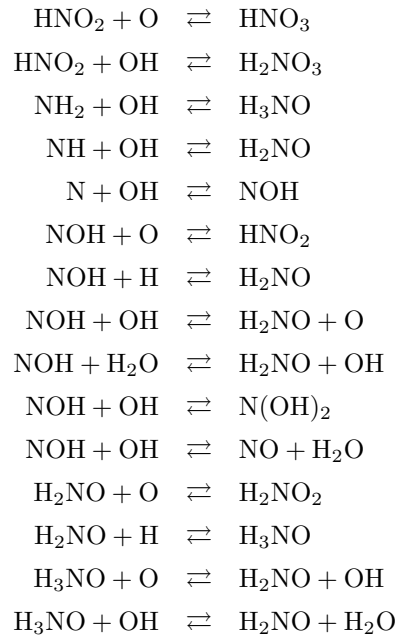 HNO₂ + O ⇄ HNO₃
HNO₂ + OH ⇄ H₂NO₃
NH₂ + OH ⇄ H₃NO
NH + OH ⇄ H₂NO
N + OH ⇄ NOH
NOH + O ⇄ HNO₂
NOH + H ⇄ H₂NO
NOH + OH ⇄ H₂NO + O
NOH + H₂O ⇄ H₂NO + OH
NOH + OH ⇄ N(OH)₂
NOH + OH ⇄ NO + H₂O
H₂NO + O ⇄ H₂NO₂
H₂NO + H ⇄ H₃NO
H₃NO + O ⇄ H₂NO + OH
H₃NO + OH ⇄ H₂NO + H₂O